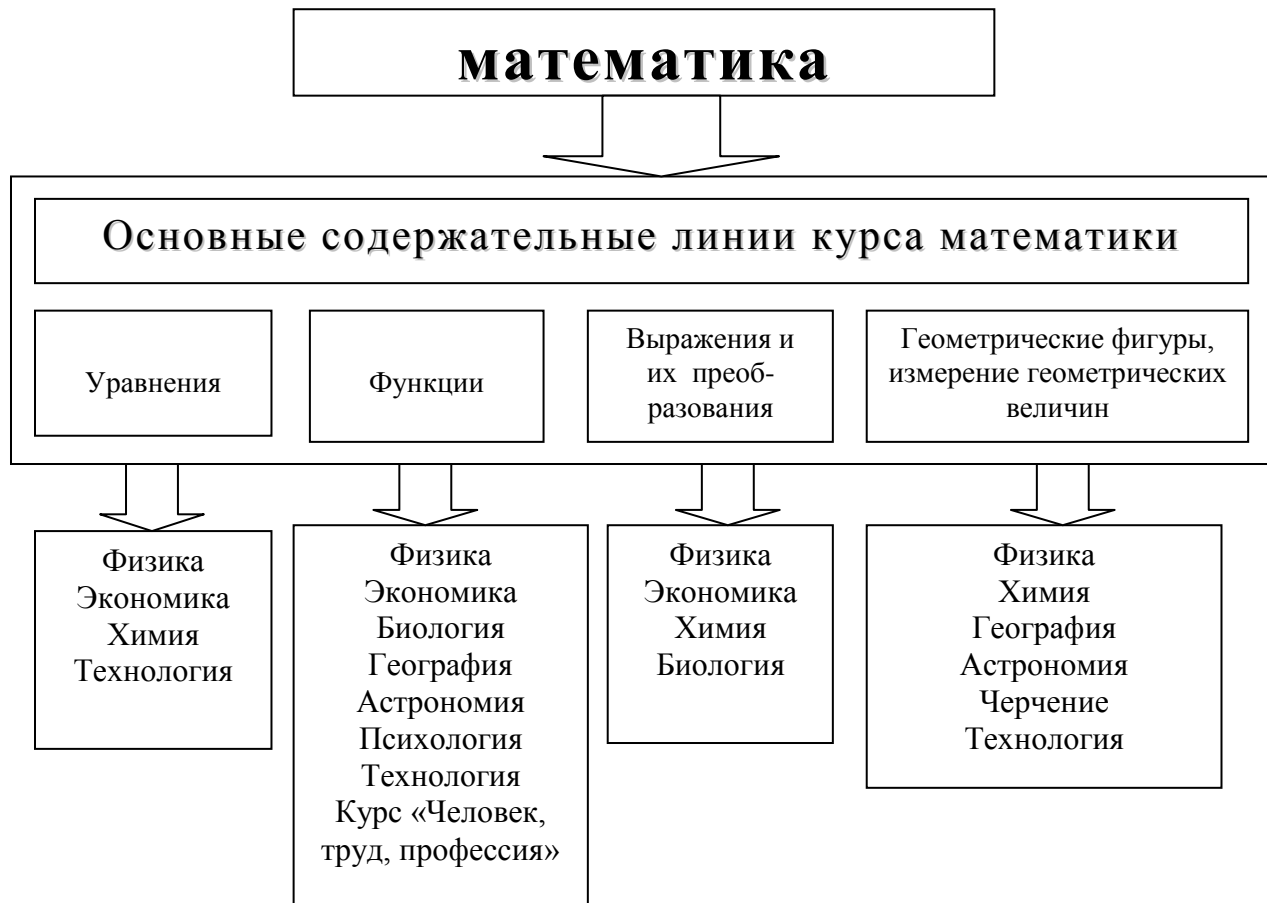 математика
Основные содержательные линии курса математики
Уравнения
Функции
Выражения и
их преоб-
разования
Геометрические фигуры,
измерение геометрических
величин
Физика
Экономика
Химия
Технология
Физика
Экономика
Биология
География
Астрономия
Психология
Технология
Курс «Человек,
труд, профессия»
Физика
Экономика
Химия
Биология
Физика
Химия
География
Астрономия
Черчение
Технология